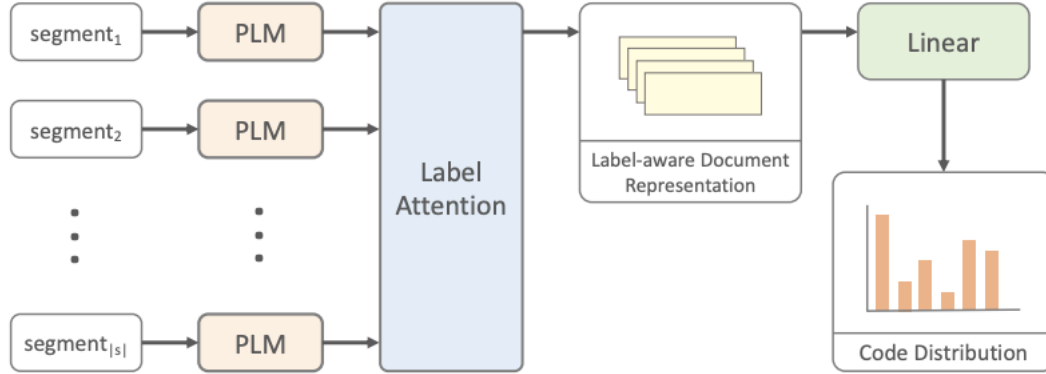 segment₁
PLM
segment₂
PLM
segment|s|
PLM
Label
Attention
Label-aware Document
Representation
Linear
Code Distribution